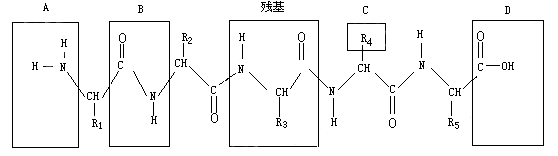 A B 残基 C D
H O R2 H O R4 H O
H — N CH N CH N C — OH
CH N C CH N C CH
R1 H O R3 H O R5